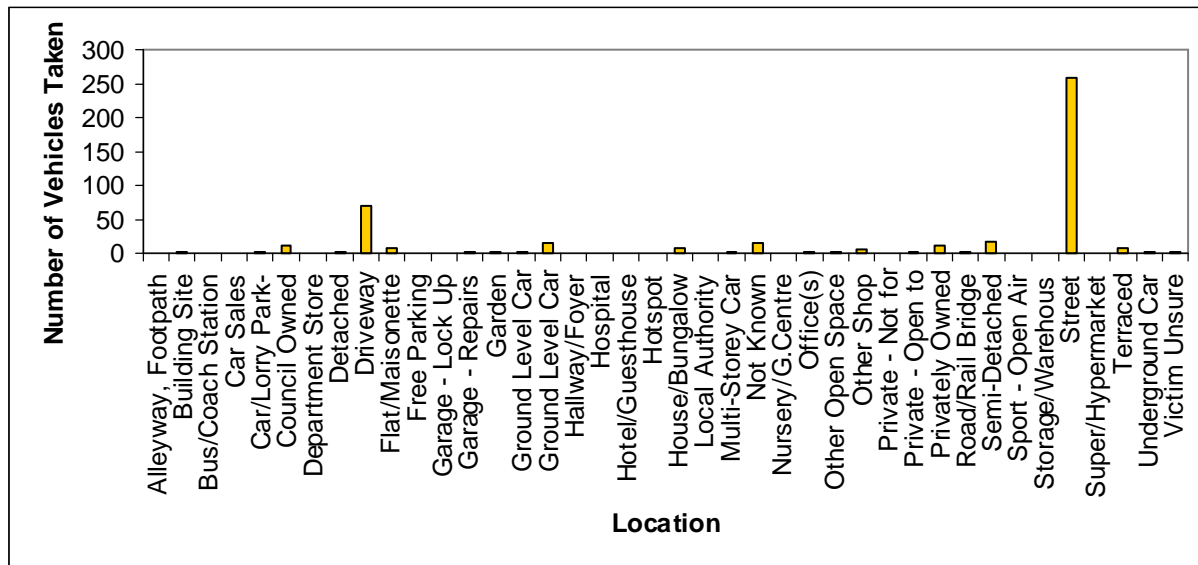 Number of Vehicles Taken
300
250
200
150
100
50
0
Alleyway, Footpath
Building Site
Bus/Coach Station
Car Sales
Car/Lorry Park-
Council Owned
Department Store
Detached
Driveway
Flat/Maisonette
Free Parking
Garage - Lock Up
Garage - Repairs
Garden
Ground Level Car
Ground Level Car
Hallway/Foyer
Hospital
Hotel/Guesthouse
Hotspot
House/Bungalow
Local Authority
Multi-Storey Car
Not Known
Nursery/G.Centre
Office(s)
Other Open Space
Other Shop
Private - Not for
Private - Open to
Privately Owned
Road/Rail Bridge
Semi-Detached
Sport - Open Air
Storage/Warehous
Street
Super/Hypermarket
Terraced
Underground Car
Victim Unsure
Location